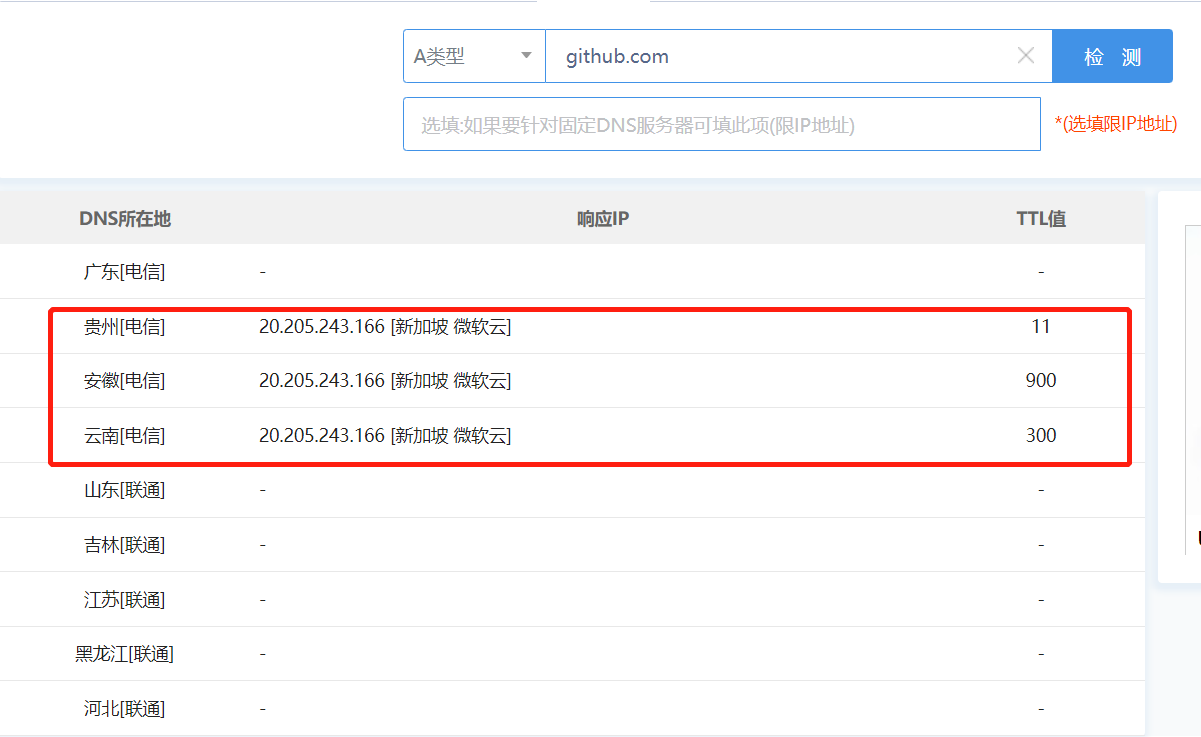 A类型 github.com 检 测
选填:如果要针对固定DNS服务器可填此项(限IP地址) *(选填限IP地址)
DNS所在地 响应IP TTL值
广东[电信] - -
贵州[电信] 20.205.243.166 [新加坡 微软云] 11
安徽[电信] 20.205.243.166 [新加坡 微软云] 900
云南[电信] 20.205.243.166 [新加坡 微软云] 300
山东[联通] - -
吉林[联通] - -
江苏[联通] - -
黑龙江[联通] - -
河北[联通] - -